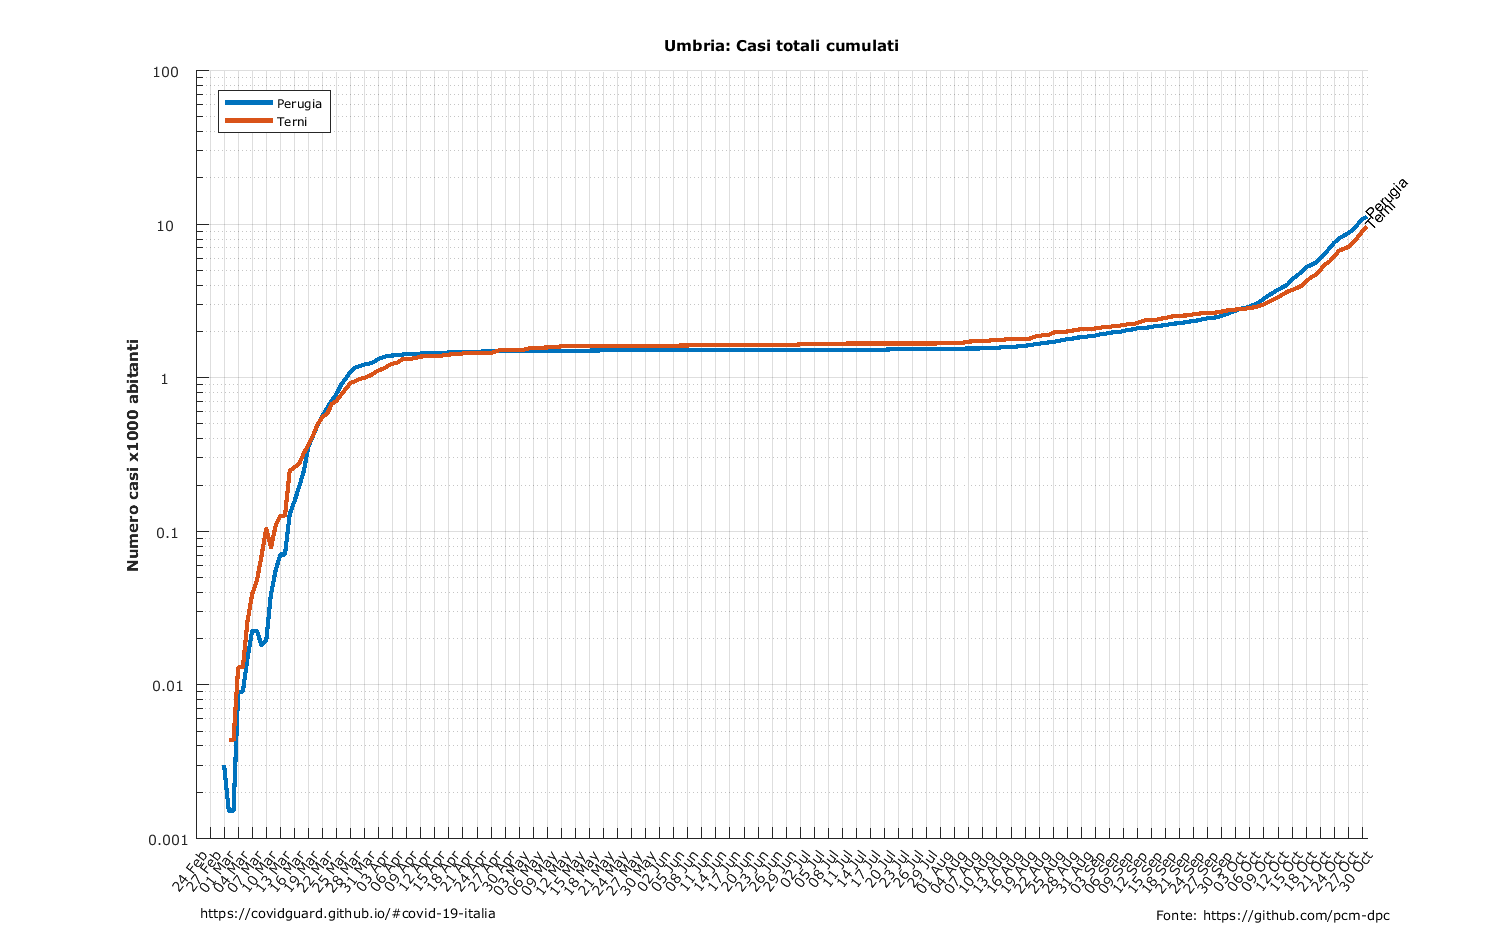 Umbria: Casi totali cumulati
100
10
1
0.1
0.01
0.001
Numero casi x1000 abitanti
Perugia
Terni
Perugia
Terni
24 Feb
27 Feb
01 Mar
04 Mar
07 Mar
10 Mar
13 Mar
16 Mar
19 Mar
22 Mar
25 Mar
28 Mar
31 Mar
03 Apr
06 Apr
09 Apr
12 Apr
15 Apr
18 Apr
21 Apr
24 Apr
27 Apr
30 Apr
03 May
06 May
09 May
12 May
15 May
18 May
21 May
24 May
27 May
30 May
02 Jun
05 Jun
08 Jun
11 Jun
14 Jun
17 Jun
20 Jun
23 Jun
26 Jun
29 Jun
02 Jul
05 Jul
08 Jul
11 Jul
14 Jul
17 Jul
20 Jul
23 Jul
26 Jul
29 Jul
01 Aug
04 Aug
07 Aug
10 Aug
13 Aug
16 Aug
19 Aug
22 Aug
25 Aug
28 Aug
31 Aug
03 Sep
06 Sep
09 Sep
12 Sep
15 Sep
18 Sep
21 Sep
24 Sep
27 Sep
30 Sep
03 Oct
06 Oct
09 Oct
12 Oct
15 Oct
18 Oct
21 Oct
24 Oct
27 Oct
30 Oct
https://covidguard.github.io/#covid-19-italia
Fonte: https://github.com/pcm-dpc